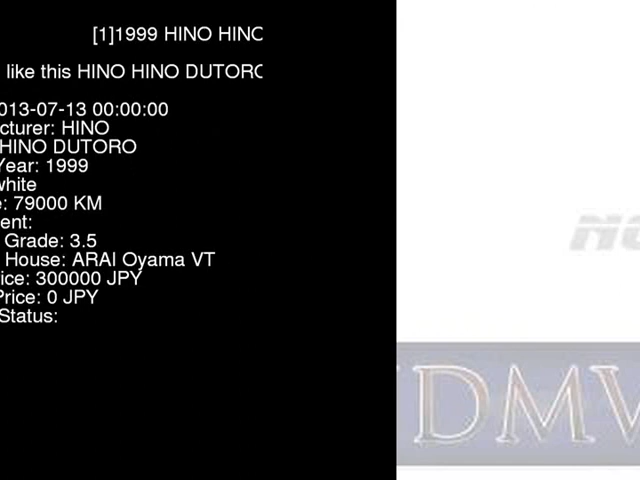 [1]1999 HINO HINO
like this HINO HINO DUTORO
013-07-13 00:00:00
cturer: HINO
HINO DUTORO
Year: 1999
white
e: 79000 KM
ent:
Grade: 3.5
House: ARAI Oyama VT
ice: 300000 JPY
Price: 0 JPY
Status:
DMV